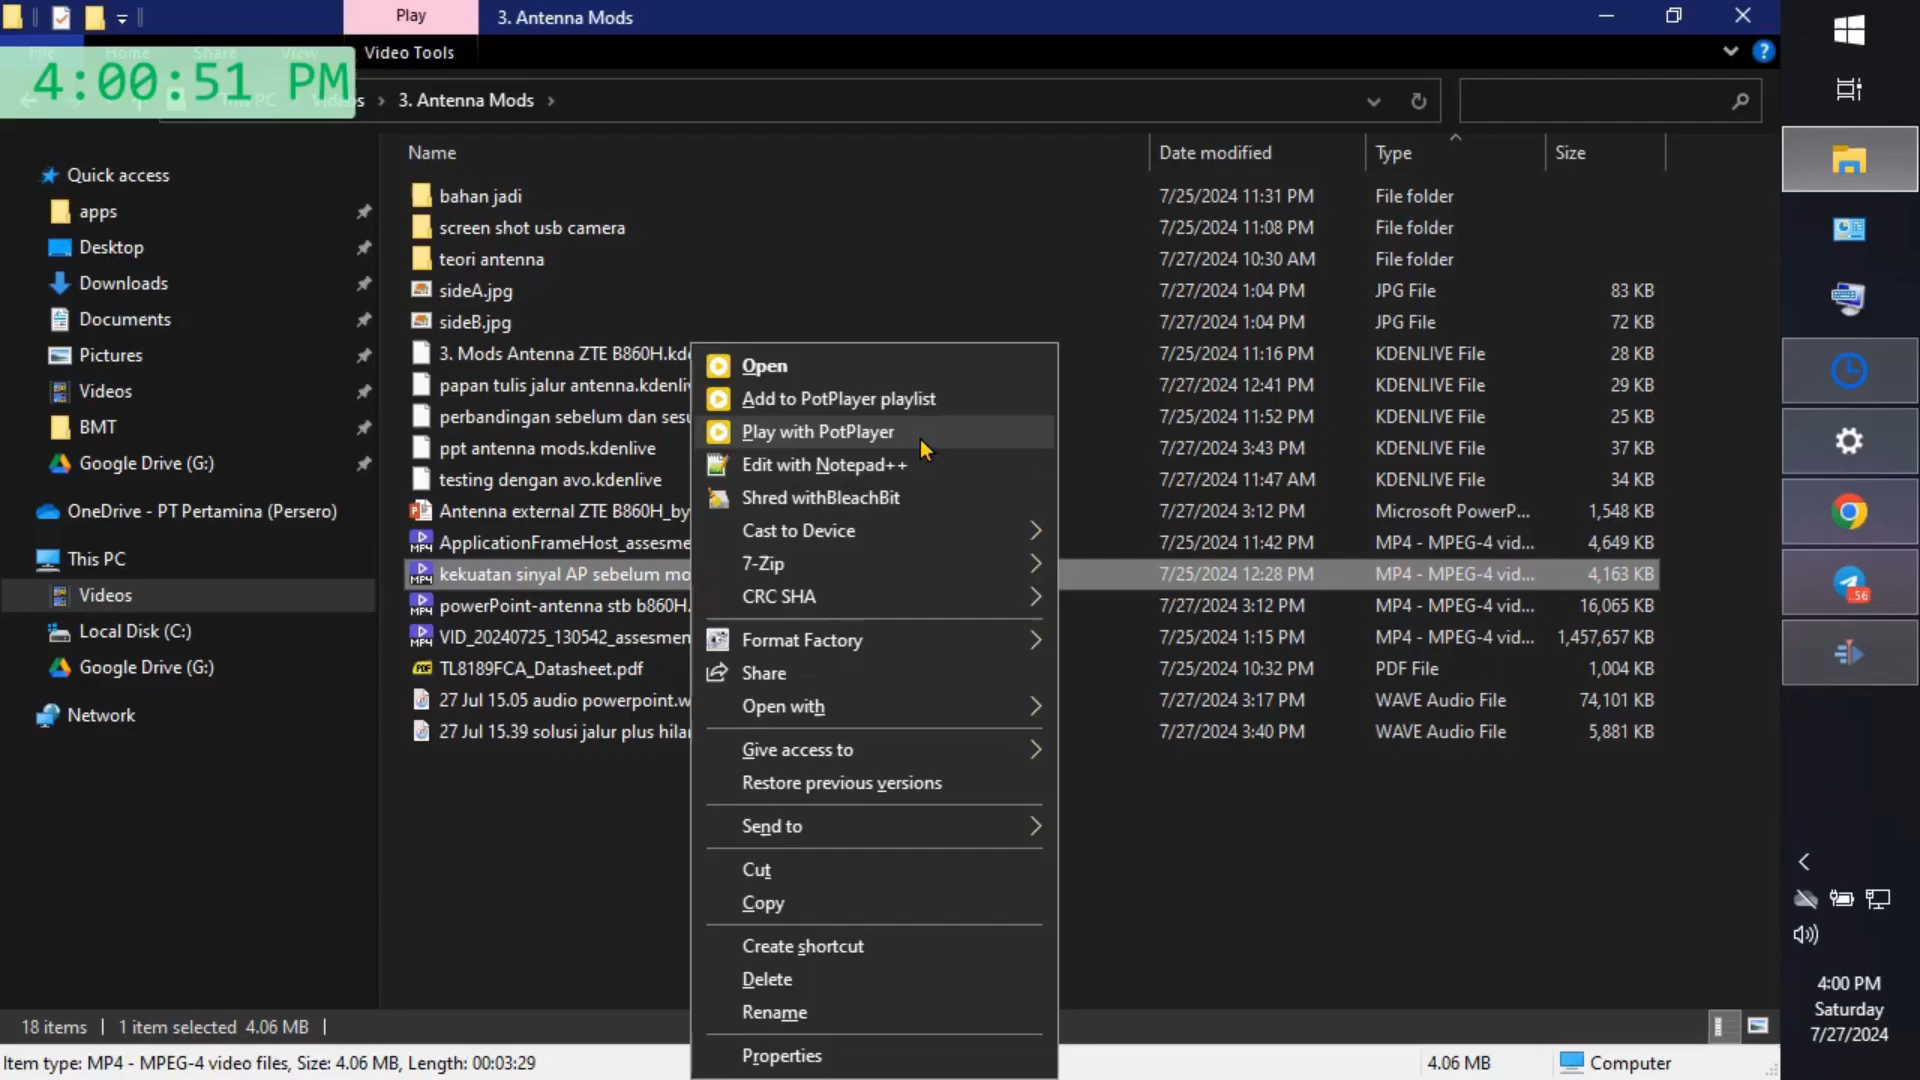 Play
3. Antenna Mods
File Home Share View
Video Tools
4:00:51 PM
This PC Videos 3. Antenna Mods
Name Date modified Type Size
Quick access
apps
Desktop
Downloads
Documents
Pictures
Videos
BMT
Google Drive (G:)
OneDrive - PT Pertamina (Persero)
This PC
Videos
Local Disk (C:)
Google Drive (G:)
Network
bahan jadi 7/25/2024 11:31 PM File folder
screen shot usb camera 7/25/2024 11:08 PM File folder
teori antenna 7/27/2024 10:30 AM File folder
sideA.jpg 7/27/2024 1:04 PM JPG File 83 KB
sideB.jpg 7/27/2024 1:04 PM JPG File 72 KB
3. Mods Antenna ZTE B860H.kde 7/25/2024 11:16 PM KDENLIVE File 28 KB
papan tulis jalur antenna.kdenliv 7/27/2024 12:41 PM KDENLIVE File 29 KB
perbandingan sebelum dan sesu 7/25/2024 11:52 PM KDENLIVE File 25 KB
ppt antenna mods.kdenlive 7/27/2024 3:43 PM KDENLIVE File 37 KB
testing dengan avo.kdenlive 7/27/2024 11:47 AM KDENLIVE File 34 KB
Antenna external ZTE B860H_by 7/27/2024 3:12 PM Microsoft PowerP... 1,548 KB
ApplicationFrameHost_assesme 7/25/2024 11:42 PM MP4 - MPEG-4 vid... 4,649 KB
kekuatan sinyal AP sebelum mo 7/25/2024 12:28 PM MP4 - MPEG-4 vid... 4,163 KB
powerPoint-antenna stb b860H. 7/27/2024 3:12 PM MP4 - MPEG-4 vid... 16,065 KB
VID_20240725_130542_assesmen 7/25/2024 1:15 PM MP4 - MPEG-4 vid... 1,457,657 KB
TL8189FCA_Datasheet.pdf 7/25/2024 10:32 PM PDF File 1,004 KB
27 Jul 15.05 audio powerpoint.w 7/27/2024 3:17 PM WAVE Audio File 74,101 KB
27 Jul 15.39 solusi jalur plus hilar 7/27/2024 3:40 PM WAVE Audio File 5,881 KB
Open
Add to PotPlayer playlist
Play with PotPlayer
Edit with Notepad++
Shred withBleachBit
Cast to Device
7-Zip
CRC SHA
Format Factory
Share
Open with
Give access to
Restore previous versions
Send to
Cut
Copy
Create shortcut
Delete
Rename
Properties
..56
4:00 PM
Saturday
7/27/2024
18 items 1 item selected 4.06 MB
Item type: MP4 - MPEG-4 video files, Size: 4.06 MB, Length: 00:03:29
4.06 MB Computer